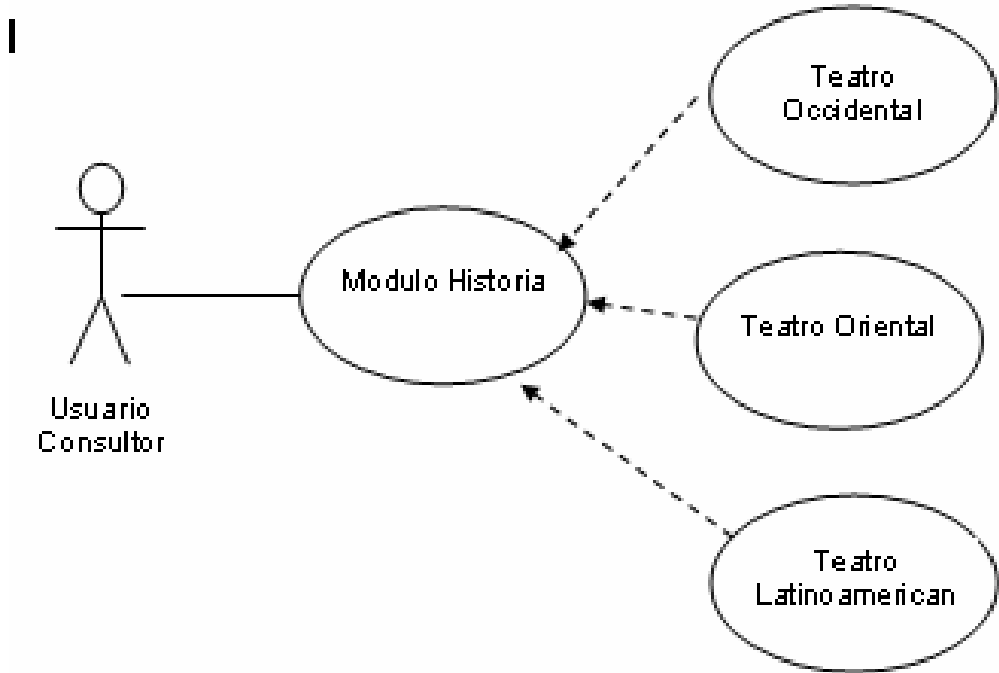 Teatro
Occidental
Modulo Historia
Teatro Oriental
Usuario
Consultor
Teatro
Latinoamerican